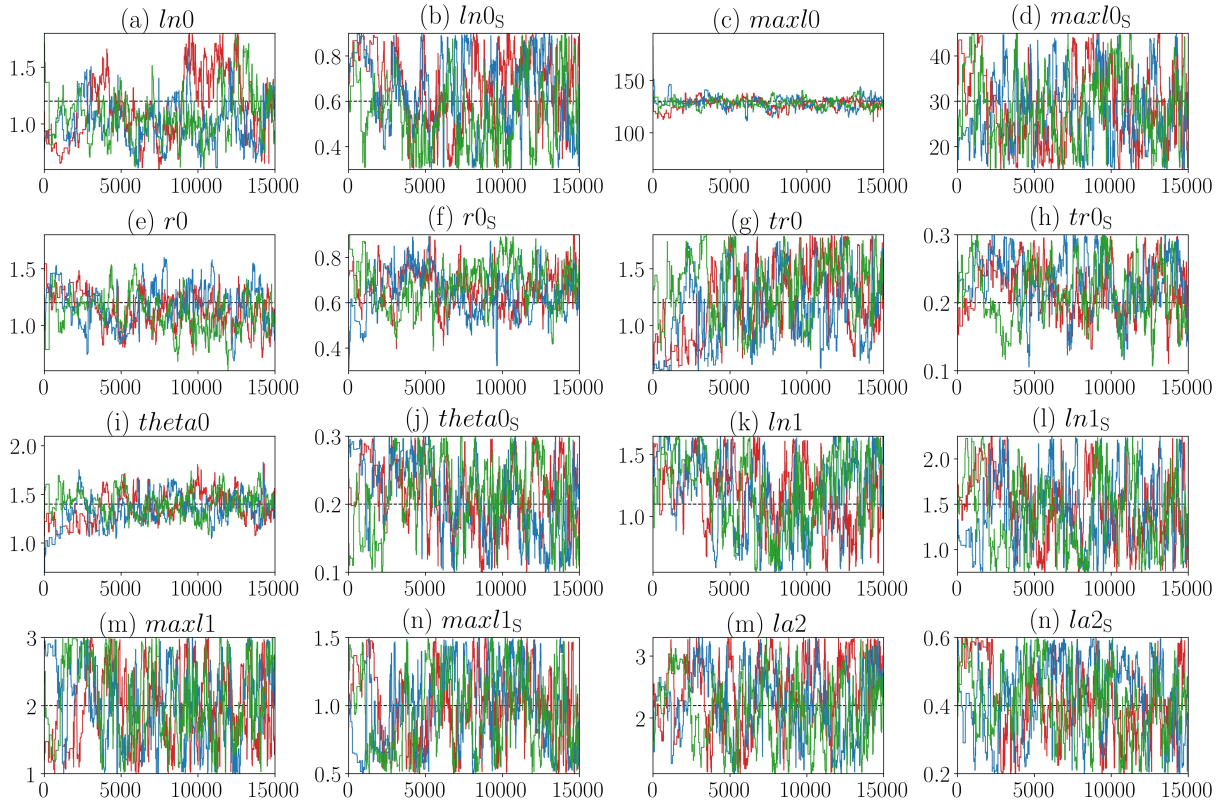 (a) ln0
(b) ln0S
(c) maxl0
(d) maxl0S
1.5
1.0
0.8
0.6
0.4
150
100
40
30
20
0 5000 10000 15000
0 5000 10000 15000
0 5000 10000 15000
0 5000 10000 15000
(e) r0
(f) r0S
(g) tr0
(h) tr0S
1.5
1.0
0.8
0.6
0.4
1.5
1.0
0.3
0.2
0.1
0 5000 10000 15000
0 5000 10000 15000
0 5000 10000 15000
0 5000 10000 15000
(i) theta0
(j) theta0S
(k) ln1
(l) ln1S
2.0
1.5
1.0
0.3
0.2
0.1
1.5
1.0
2.0
1.5
1.0
0 5000 10000 15000
0 5000 10000 15000
0 5000 10000 15000
0 5000 10000 15000
(m) maxl1
(n) maxl1S
(m) la2
(n) la2S
3
2
1
1.5
1.0
0.5
3
2
0.6
0.4
0.2
0 5000 10000 15000
0 5000 10000 15000
0 5000 10000 15000
0 5000 10000 15000